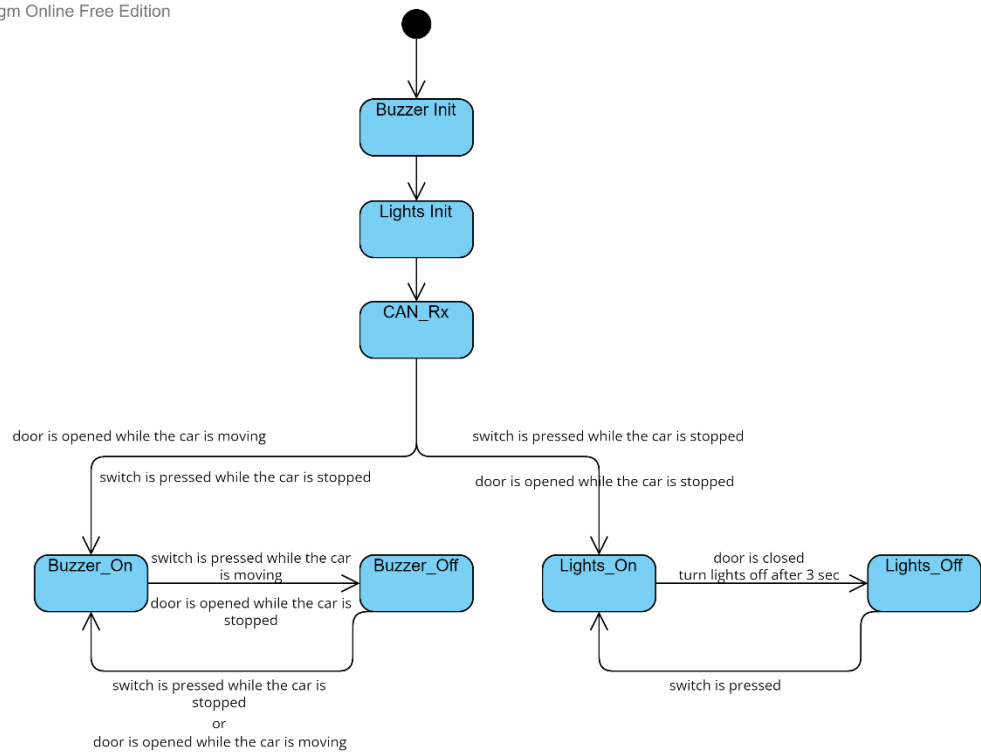 gm Online Free Edition
Buzzer Init
Lights Init
CAN_Rx
door is opened while the car is moving
switch is pressed while the car is stopped
switch is pressed while the car is stopped
door is opened while the car is stopped
Buzzer_On
switch is pressed while the car
is moving
door is opened while the car is
stopped
Buzzer_Off
Lights_On
door is closed
turn lights off after 3 sec
Lights_Off
switch is pressed while the car is
stopped
or
door is opened while the car is moving
switch is pressed